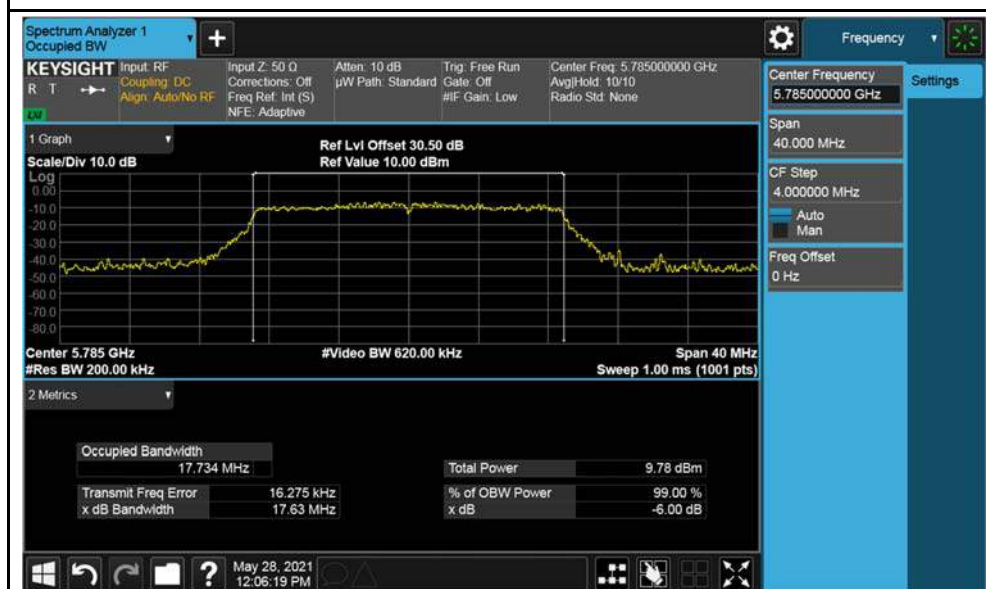 Spectrum Analyzer 1
Occupied BW
+
Frequency
KEYSIGHT
R T
LXI
Input: RF
Coupling: DC
Align: Auto/No RF
Input Z: 50 Ω
Corrections: Off
Freq Ref: Int (S)
NFE: Adaptive
Atten: 10 dB
µW Path: Standard
Trig: Free Run
Gate: Off
#IF Gain: Low
Center Freq: 5.785000000 GHz
Avg|Hold: 10/10
Radio Std: None
Center Frequency
5.785000000 GHz
Settings
Span
40.000 MHz
CF Step
4.000000 MHz
Auto
Man
Freq Offset
0 Hz
1 Graph
Scale/Div 10.0 dB
Ref Lvl Offset 30.50 dB
Ref Value 10.00 dBm
Log
0.00
-10.0
-20.0
-30.0
-40.0
-50.0
-60.0
-70.0
-80.0
Center 5.785 GHz
#Res BW 200.00 kHz
#Video BW 620.00 kHz
Span 40 MHz
Sweep 1.00 ms (1001 pts)
2 Metrics
Occupied Bandwidth
17.734 MHz
Total Power 9.78 dBm
Transmit Freq Error 16.275 kHz
% of OBW Power 99.00 %
x dB Bandwidth 17.63 MHz
x dB -6.00 dB
?
May 28, 2021
12:06:19 PM